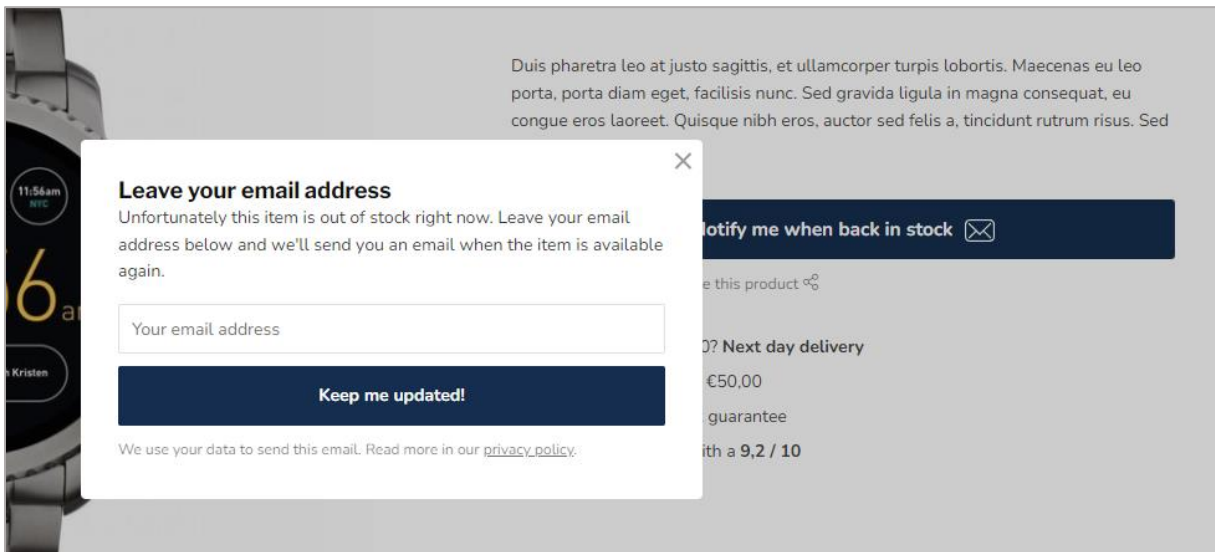 Duis pharetra leo at justo sagittis, et ullamcorper turpis lobortis. Maecenas eu leo
porta, porta diam eget, facilisis nunc. Sed gravida ligula in magna consequat, eu
congue eros laoreet. Quisque nibh eros, auctor sed felis a, tincidunt rutrum risus. Sed
Leave your email address
Unfortunately this item is out of stock right now. Leave your email
address below and we'll send you an email when the item is available
again.
Your email address
Keep me updated!
We use your data to send this email. Read more in our privacy policy.
me when back in stock
this product
Next day delivery
€50,00
guarantee
a 9,2 / 10
11:56am
NYC
Kristen